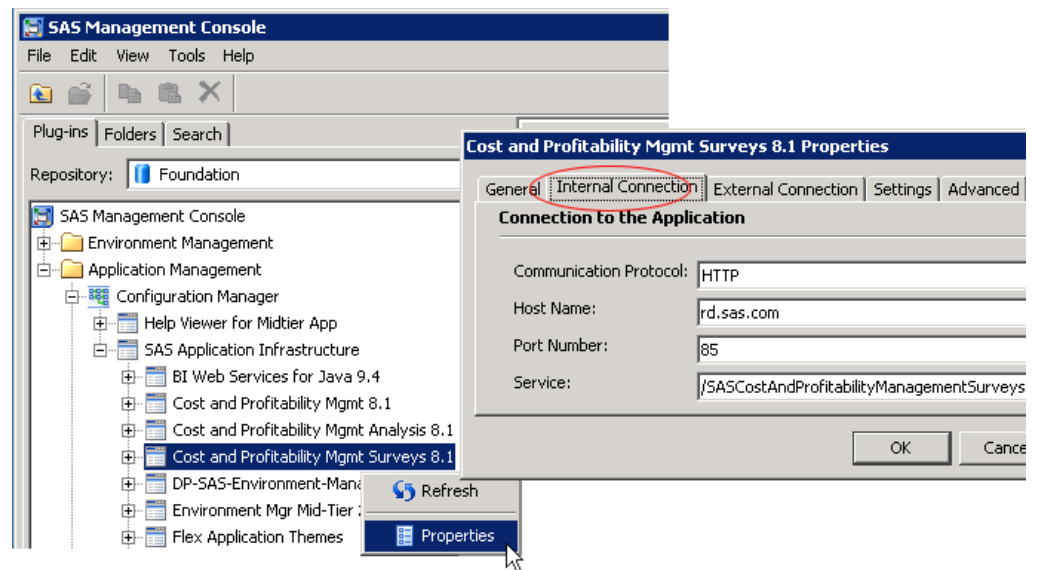 SAS Management Console
File Edit View Tools Help
Plug-ins Folders Search
Repository: Foundation
SAS Management Console
Environment Management
Application Management
Configuration Manager
Help Viewer for Midtier App
SAS Application Infrastructure
BI Web Services for Java 9.4
Cost and Profitability Mgmt 8.1
Cost and Profitability Mgmt Analysis 8.1
Cost and Profitability Mgmt Surveys 8.1
DP-SAS-Environment-Mana
Environment Mgr Mid-Tier
Flex Application Themes
Refresh
Properties
Cost and Profitability Mgmt Surveys 8.1 Properties
General Internal Connection External Connection Settings Advanced
Connection to the Application
Communication Protocol: HTTP
Host Name: rd.sas.com
Port Number: 85
Service: /SASCostAndProfitabilityManagementSurveys
OK Cance